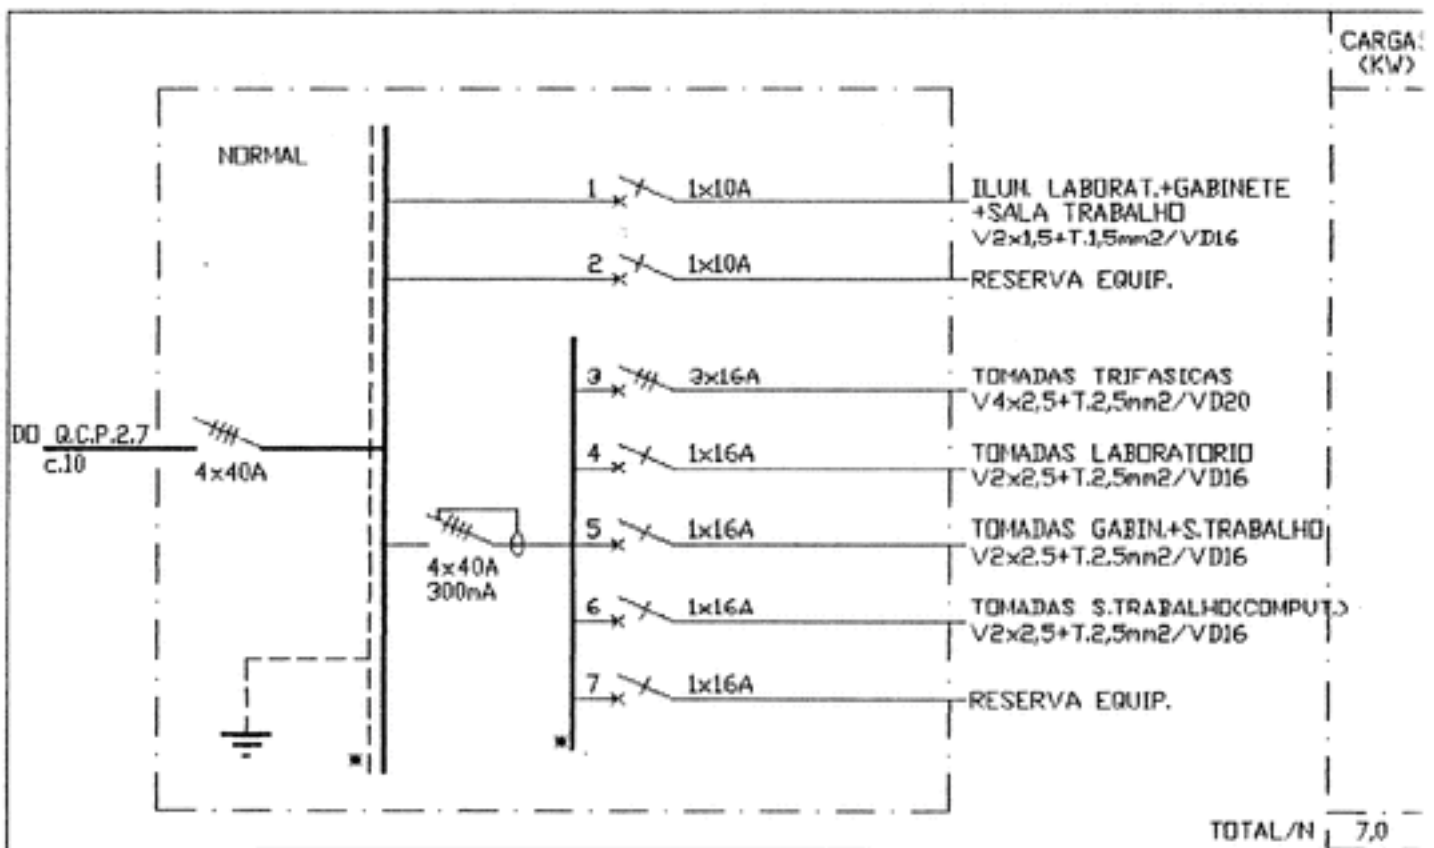 CARGAS
(KW)
NORMAL
1 1x10A ILUM. LABORAT.+GABINETE
+SALA TRABALHO
V2x1,5+T.1,5mm2/VD16
2 1x10A RESERVA EQUIP.
3 3x16A TOMADAS TRIFASICAS
V4x2,5+T.2,5mm2/VD20
DO Q.C.P.2.7
c.10
4x40A
4 1x16A TOMADAS LABORATORIO
V2x2,5+T.2,5mm2/VD16
5 1x16A TOMADAS GABIN.+S.TRABALHO
V2x2.5+T.2.5mm2/VD16
4x40A
300mA
6 1x16A TOMADAS S.TRABALHO(COMPUT.)
V2x2,5+T.2,5mm2/VD16
7 1x16A RESERVA EQUIP.
TOTAL/N 7,0